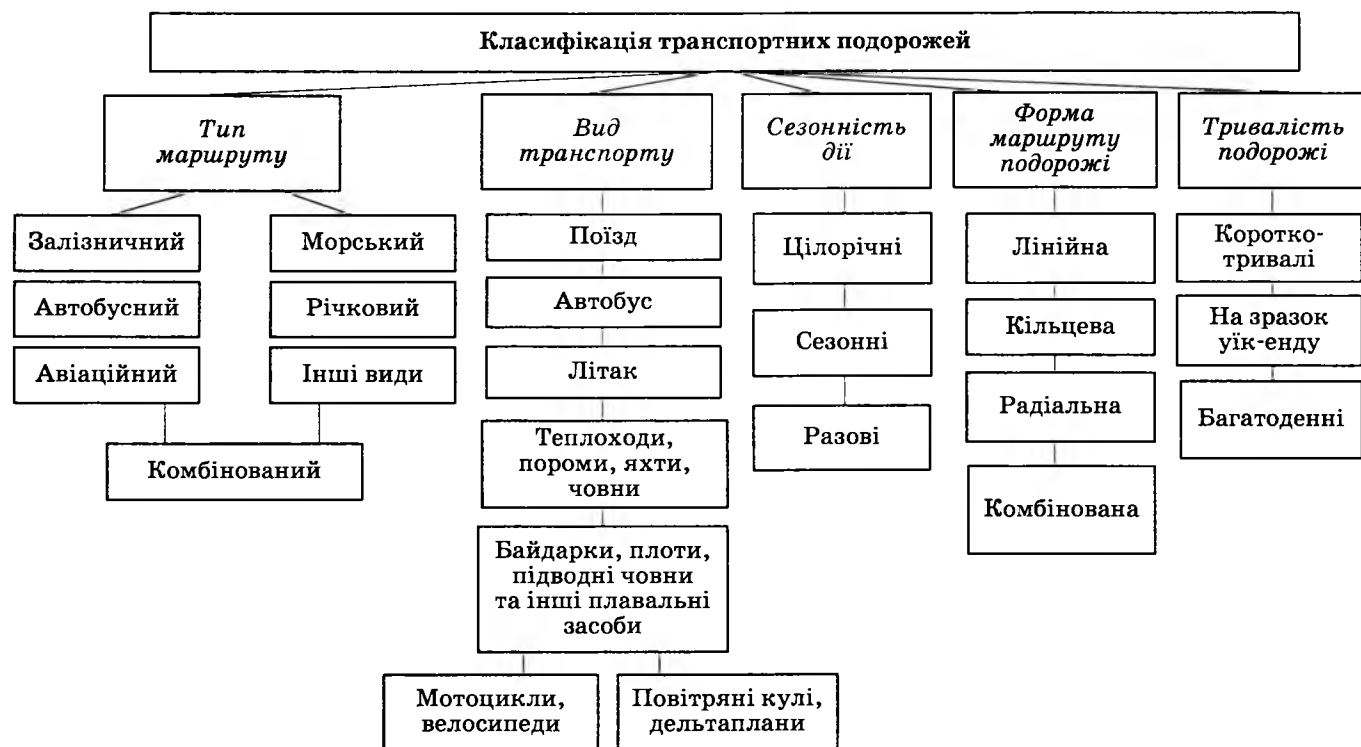 Класифікація транспортних подорожей
Тип
маршруту
Вид
транспорту
Сезонність
дії
Форма
маршруту
подорожі
Тривалість
подорожі
Залізничний
Автобусний
Авіаційний
Морський
Річковий
Інші види
Комбінований
Поїзд
Автобус
Літак
Теплоходи,
пороми, яхти,
човни
Байдарки, плоти,
підводні човни
та інші плавальні
засоби
Мотоцикли,
велосипеди
Повітряні кулі,
дельтаплани
Цілорічні
Сезонні
Разові
Лінійна
Кільцева
Радіальна
Комбінована
Коротко-
тривалі
На зразок
уїк-енду
Багатоденні